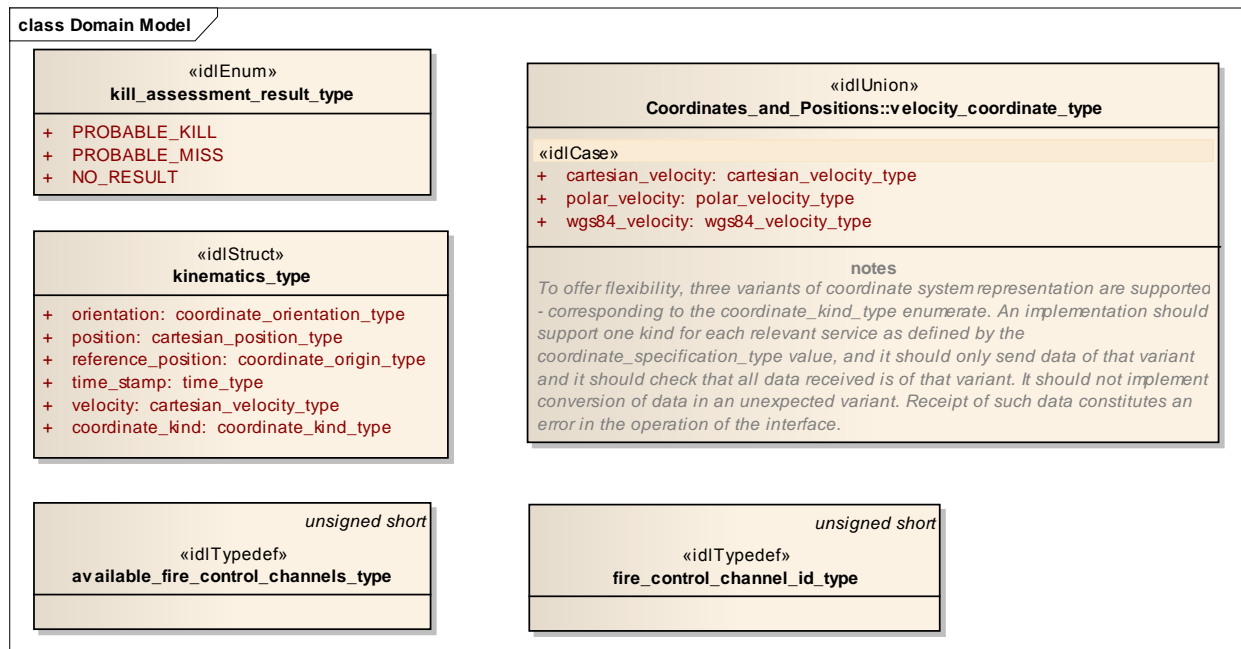 class Domain Model
«idlEnum»
kill_assessment_result_type
+ PROBABLE_KILL
+ PROBABLE_MISS
+ NO_RESULT
«idlUnion»
Coordinates_and_Positions::velocity_coordinate_type
«idlCase»
+ cartesian_velocity: cartesian_velocity_type
+ polar_velocity: polar_velocity_type
+ wgs84_velocity: wgs84_velocity_type
notes
To offer flexibility, three variants of coordinate system representation are supported
- corresponding to the coordinate_kind_type enumerate. An implementation should
support one kind for each relevant service as defined by the
coordinate_specification_type value, and it should only send data of that variant
and it should check that all data received is of that variant. It should not implement
conversion of data in an unexpected variant. Receipt of such data constitutes an
error in the operation of the interface.
«idlStruct»
kinematics_type
+ orientation: coordinate_orientation_type
+ position: cartesian_position_type
+ reference_position: coordinate_origin_type
+ time_stamp: time_type
+ velocity: cartesian_velocity_type
+ coordinate_kind: coordinate_kind_type
unsigned short
«idlTypedef»
available_fire_control_channels_type
unsigned short
«idlTypedef»
fire_control_channel_id_type